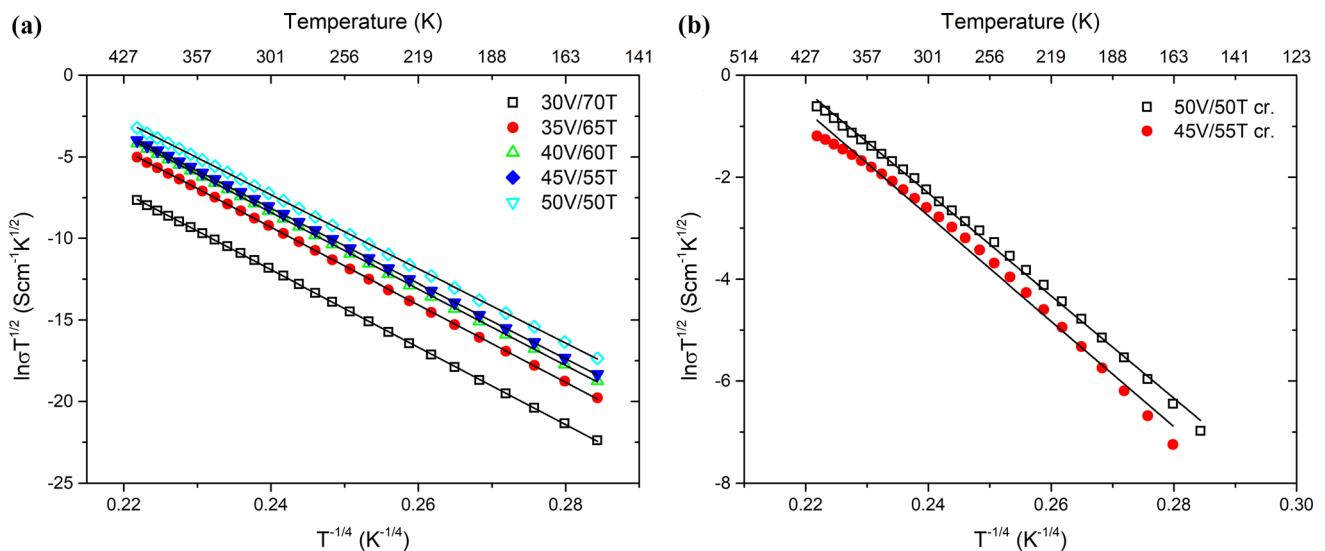 (a)
Temperature (K)
427 357 301 256 219 188 163 141
0
-5
-10
-15
-20
-25
lnσT^1/2 (Scm^-1K^1/2)
30V/70T
35V/65T
40V/60T
45V/55T
50V/50T
0.22 0.24 0.26 0.28
T^-1/4 (K^-1/4)
(b)
Temperature (K)
514 427 357 301 256 219 188 163 141 123
0
-2
-4
-6
-8
lnσT^1/2 (Scm^-1K^1/2)
50V/50T cr.
45V/55T cr.
0.22 0.24 0.26 0.28 0.30
T^-1/4 (K^-1/4)